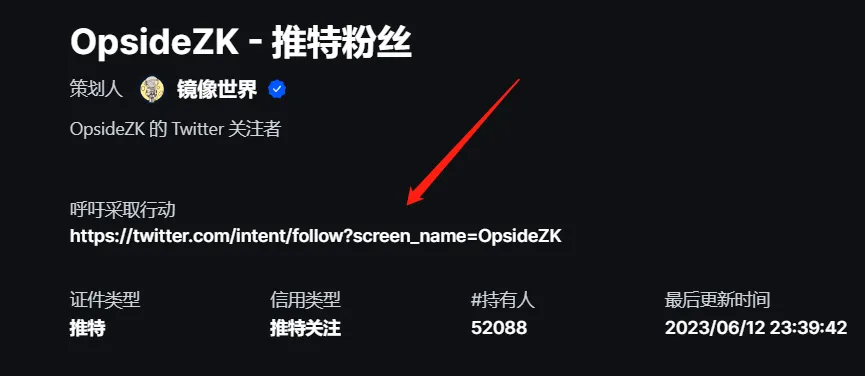 OpsideZK - 推特粉丝
策划人 镜像世界
OpsideZK 的 Twitter 关注者
呼吁采取行动
https://twitter.com/intent/follow?screen_name=OpsideZK
证件类型 信用类型 #持有人 最后更新时间
推特 推特关注 52088 2023/06/12 23:39:42